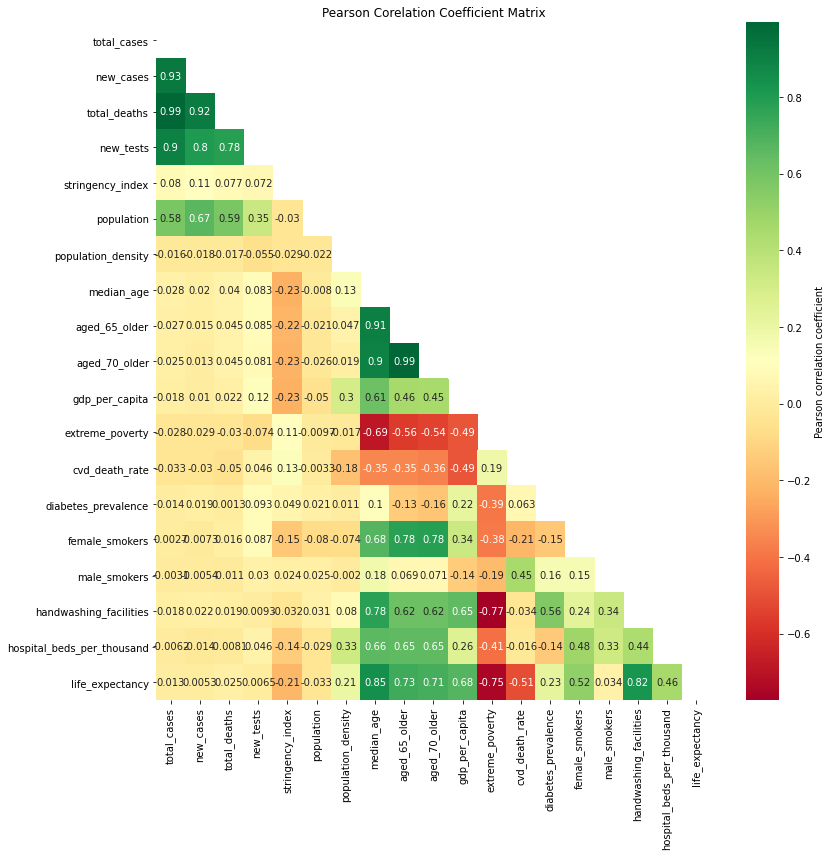 Pearson Corelation Coefficient Matrix
total_cases
new_cases 0.93
total_deaths 0.99 0.92
new_tests 0.9 0.8 0.78
stringency_index 0.08 0.11 0.077 0.072
population 0.58 0.67 0.59 0.35 -0.03
population_density -0.016 -0.018 -0.017 -0.055 -0.029 -0.022
median_age 0.028 0.02 0.04 0.083 -0.23 -0.008 0.13
aged_65_older 0.027 0.015 0.045 0.085 -0.22 -0.021 0.047 0.91
aged_70_older 0.025 0.013 0.045 0.081 -0.23 -0.026 0.019 0.9 0.99
gdp_per_capita 0.018 0.01 0.022 0.12 -0.23 -0.05 0.3 0.61 0.46 0.45
extreme_poverty -0.028 -0.029 -0.03 -0.074 0.11 -0.0097 0.017 -0.69 -0.56 -0.54 -0.49
cvd_death_rate -0.033 -0.03 -0.05 0.046 0.13 0.0033 -0.18 -0.35 -0.35 -0.36 -0.49 0.19
diabetes_prevalence 0.014 0.019 0.0013 0.093 0.049 0.021 0.011 0.1 -0.13 -0.16 0.22 -0.39 0.063
female_smokers 0.0027 0.0073 0.016 0.087 -0.15 -0.08 -0.074 0.68 0.78 0.78 0.34 -0.38 -0.21 -0.15
male_smokers 0.0031 0.0054 -0.011 0.03 0.024 0.025 -0.002 0.18 0.069 0.071 -0.14 -0.19 0.45 0.16 0.15
handwashing_facilities 0.018 0.022 0.019 0.0093 -0.032 0.031 0.08 0.78 0.62 0.62 0.65 -0.77 -0.034 0.56 0.24 0.34
hospital_beds_per_thousand 0.0062 -0.014 0.0081 0.046 -0.14 -0.029 0.33 0.66 0.65 0.65 0.26 -0.41 -0.016 -0.14 0.48 0.33 0.44
life_expectancy 0.013 0.0053 0.025 0.0065 -0.21 -0.033 0.21 0.85 0.73 0.71 0.68 -0.75 -0.51 0.23 0.52 0.034 0.82 0.46
total_cases
new_cases
total_deaths
new_tests
stringency_index
population
population_density
median_age
aged_65_older
aged_70_older
gdp_per_capita
extreme_poverty
cvd_death_rate
diabetes_prevalence
female_smokers
male_smokers
handwashing_facilities
hospital_beds_per_thousand
life_expectancy
0.8
0.6
0.4
0.2
0.0
−0.2
−0.4
−0.6
Pearson correlation coefficient